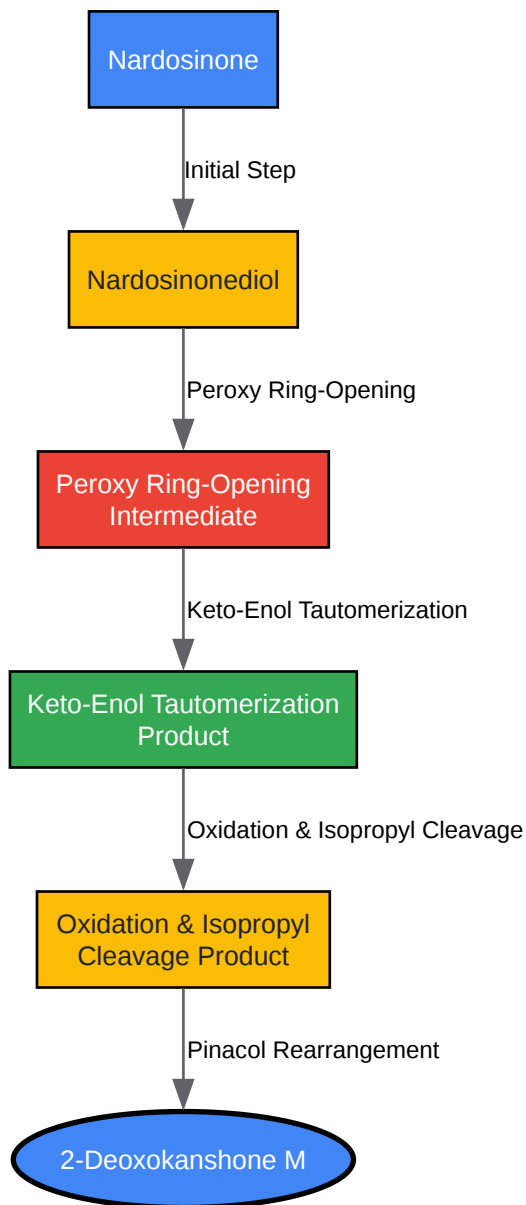 Nardosinone
Initial Step
Nardosinonediol
Peroxy Ring-Opening
Peroxy Ring-Opening
Intermediate
Keto-Enol Tautomerization
Keto-Enol Tautomerization
Product
Oxidation & Isopropyl Cleavage
Oxidation & Isopropyl
Cleavage Product
Pinacol Rearrangement
2-Deoxokanshone M